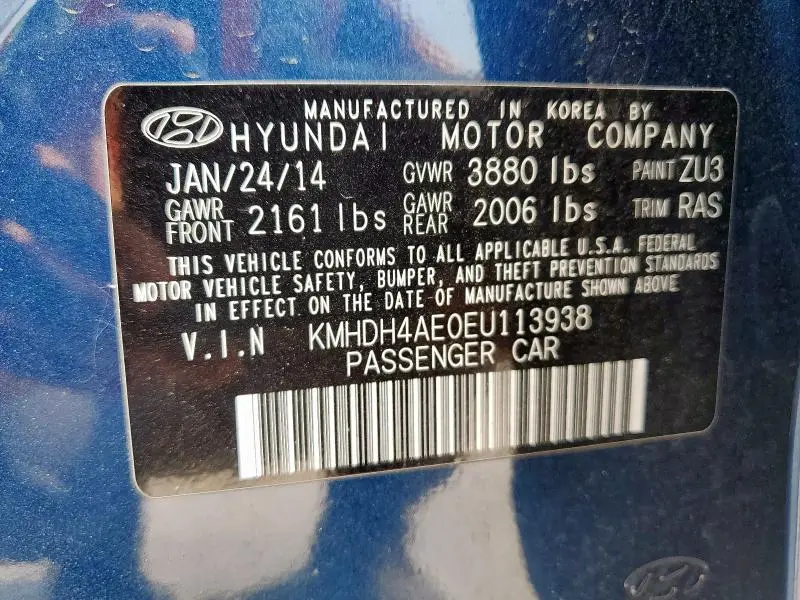 MANUFACTURED IN KOREA BY
HYUNDAI MOTOR COMPANY
JAN/24/14 GVWR 3880 lbs PAINT ZU3
GAWR FRONT 2161 lbs GAWR REAR 2006 lbs TRIM RAS
THIS VEHICLE CONFORMS TO ALL APPLICABLE U.S.A. FEDERAL
MOTOR VEHICLE SAFETY, BUMPER, AND THEFT PREVENTION STANDARDS
IN EFFECT ON THE DATE OF MANUFACTURE SHOWN ABOVE
V.I.N KMHDH4AE0EU113938
PASSENGER CAR